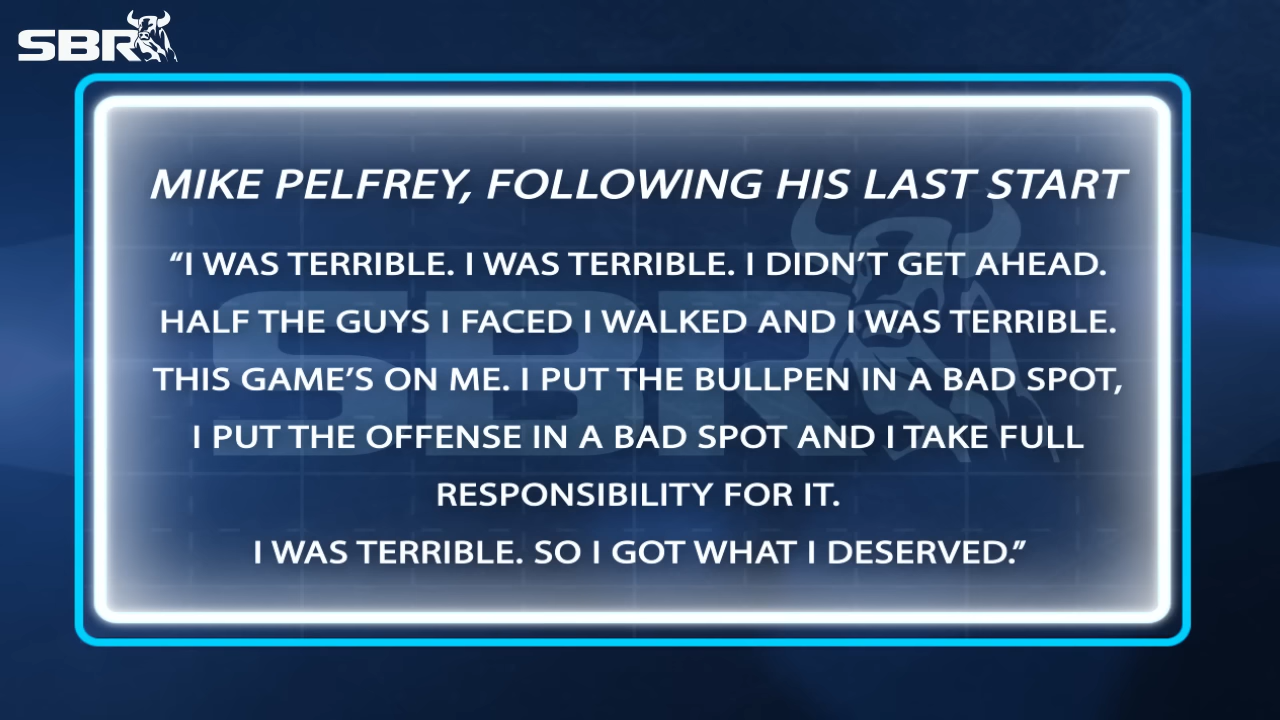 SBR
MIKE PELFREY, FOLLOWING HIS LAST START
“I WAS TERRIBLE. I WAS TERRIBLE. I DIDN’T GET AHEAD.
HALF THE GUYS I FACED I WALKED AND I WAS TERRIBLE.
THIS GAME’S ON ME. I PUT THE BULLPEN IN A BAD SPOT,
I PUT THE OFFENSE IN A BAD SPOT AND I TAKE FULL
RESPONSIBILITY FOR IT.
I WAS TERRIBLE. SO I GOT WHAT I DESERVED.”
SBR